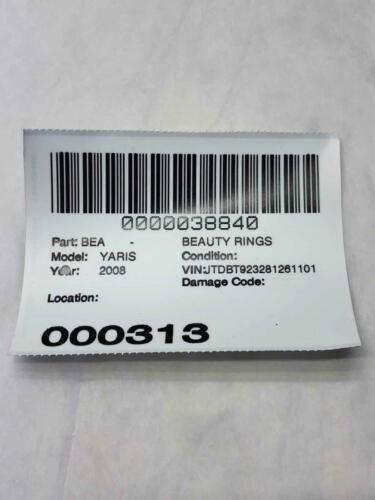 0000038840
Part: BEA - BEAUTY RINGS
Model: YARIS Condition:
Year: 2008 VIN:JTDBT923281261101
Damage Code:
Location:
000313